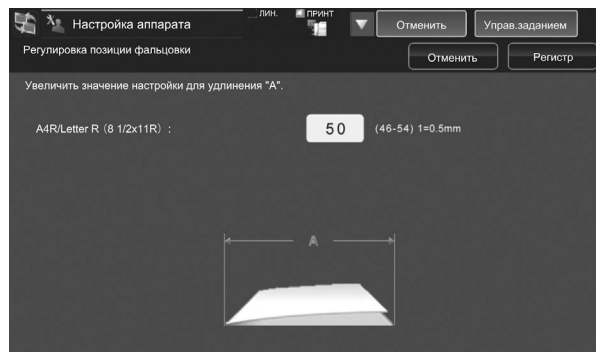 ЛИН.
ПРИНТ
Настройка аппарата
Отменить
Управ.заданием
Регулировка позиции фальцовки
Отменить
Регистр
Увеличить значение настройки для удлинения "A".
A4R/Letter R (8 1/2x11R) :
50
(46-54) 1=0.5mm
A